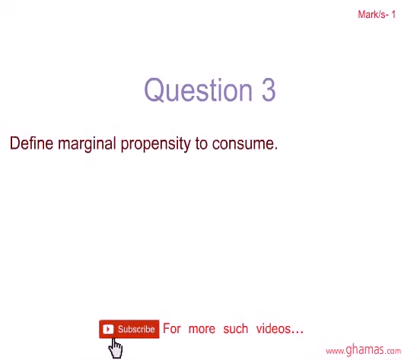 Mark/s- 1
Question 3
Define marginal propensity to consume.
Subscribe For more such videos...
www.ghamas.com